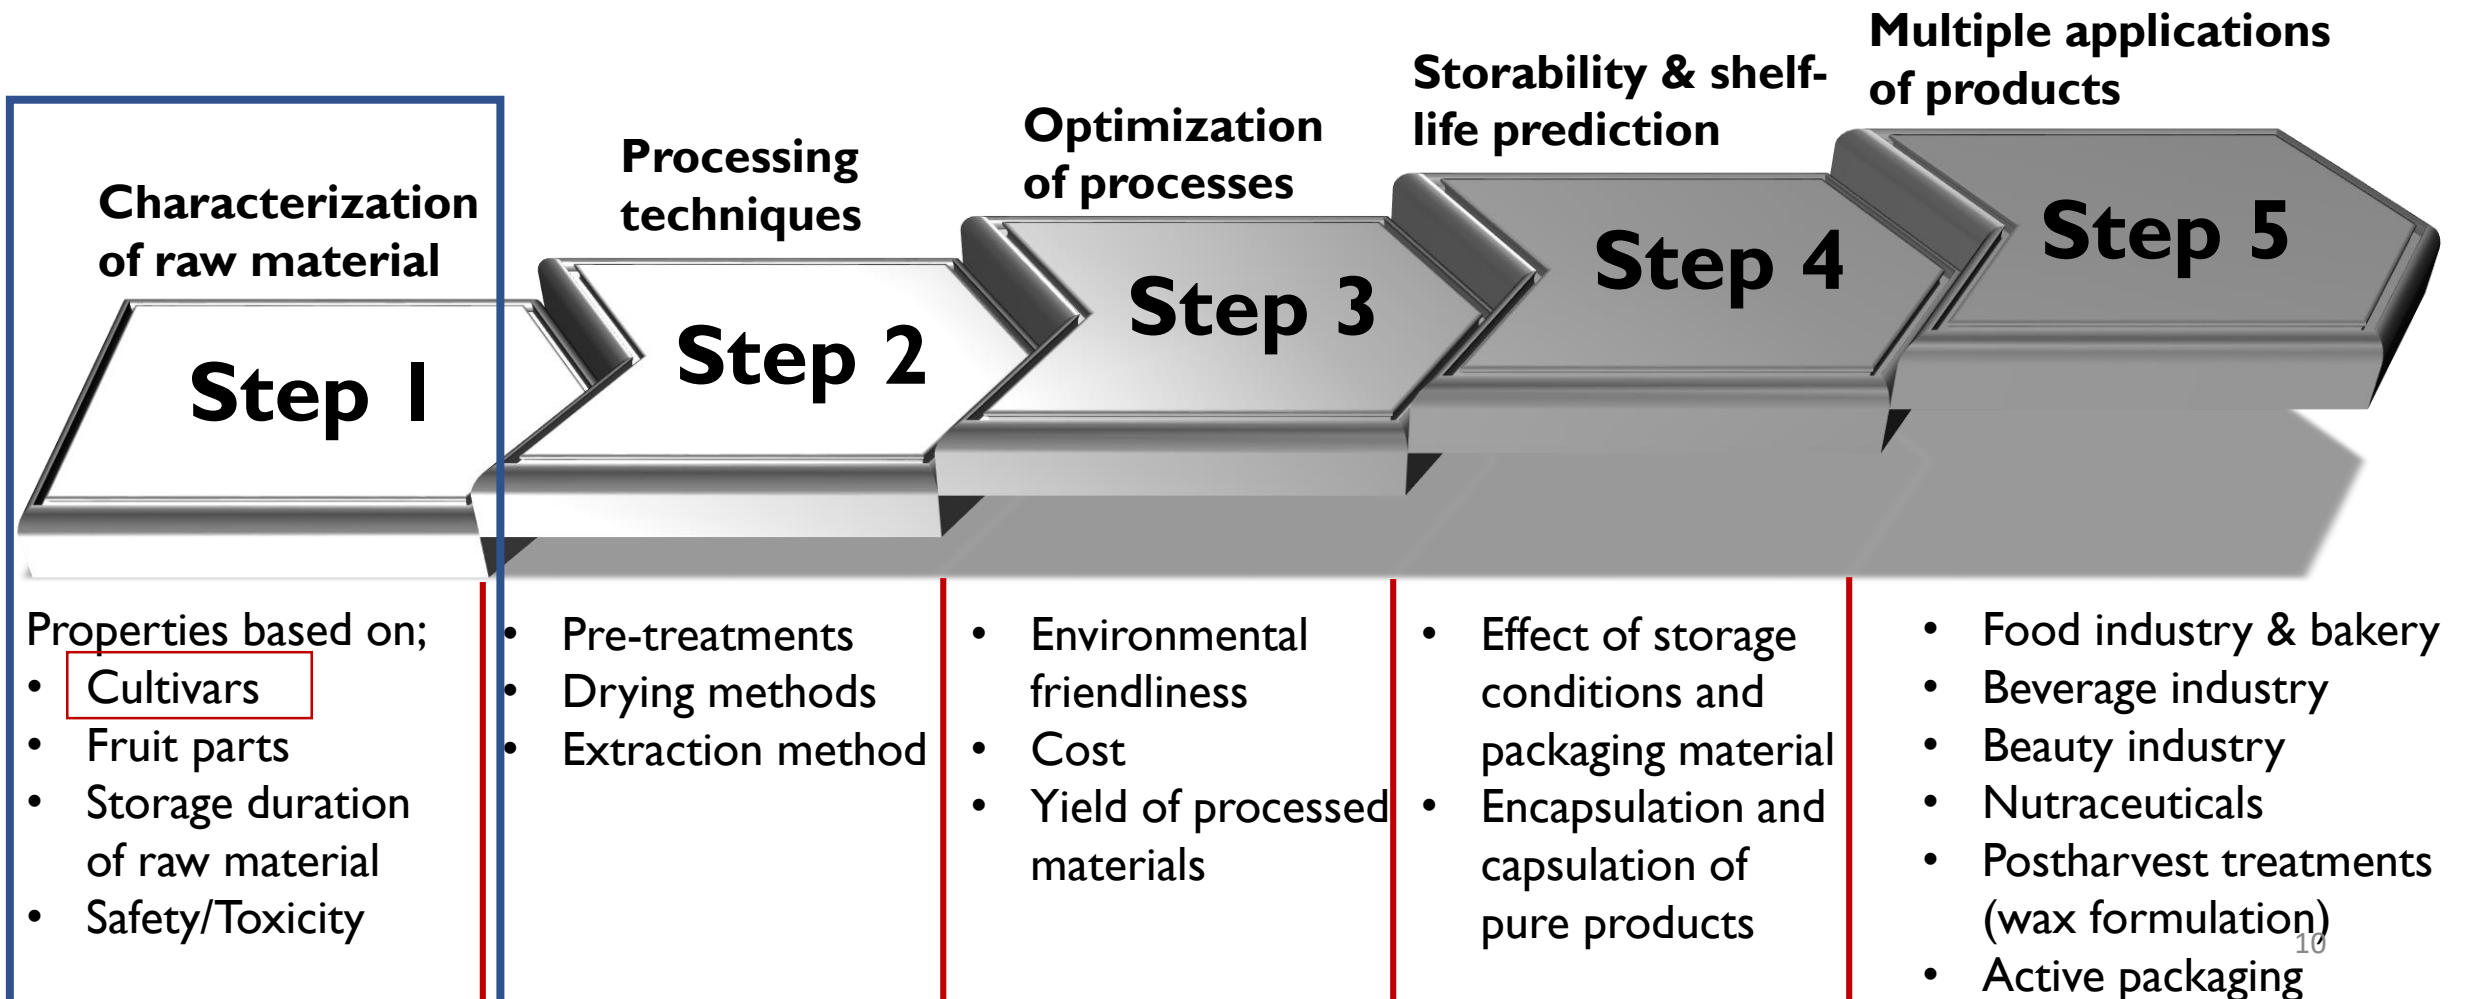 Characterization
of raw material
Step 1
Properties based on;
• Cultivars
• Fruit parts
• Storage duration
of raw material
• Safety/Toxicity
Processing
techniques
Step 2
• Pre-treatments
• Drying methods
• Extraction method
Optimization
of processes
Step 3
• Environmental
friendliness
• Cost
• Yield of processed
materials
Storability & shelf-
life prediction
Step 4
• Effect of storage
conditions and
packaging material
• Encapsulation and
capsulation of
pure products
Multiple applications
of products
Step 5
• Food industry & bakery
• Beverage industry
• Beauty industry
• Nutraceuticals
• Postharvest treatments
(wax formulation)
• Active packaging
10